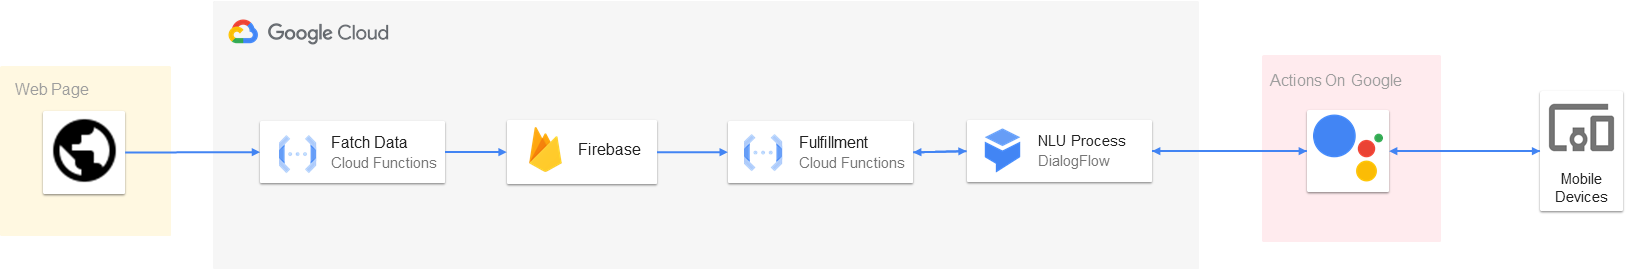 Google Cloud
Web Page
Actions On Google
Fatch Data
Cloud Functions
Firebase
Fulfillment
Cloud Functions
NLU Process
DialogFlow
Mobile
Devices